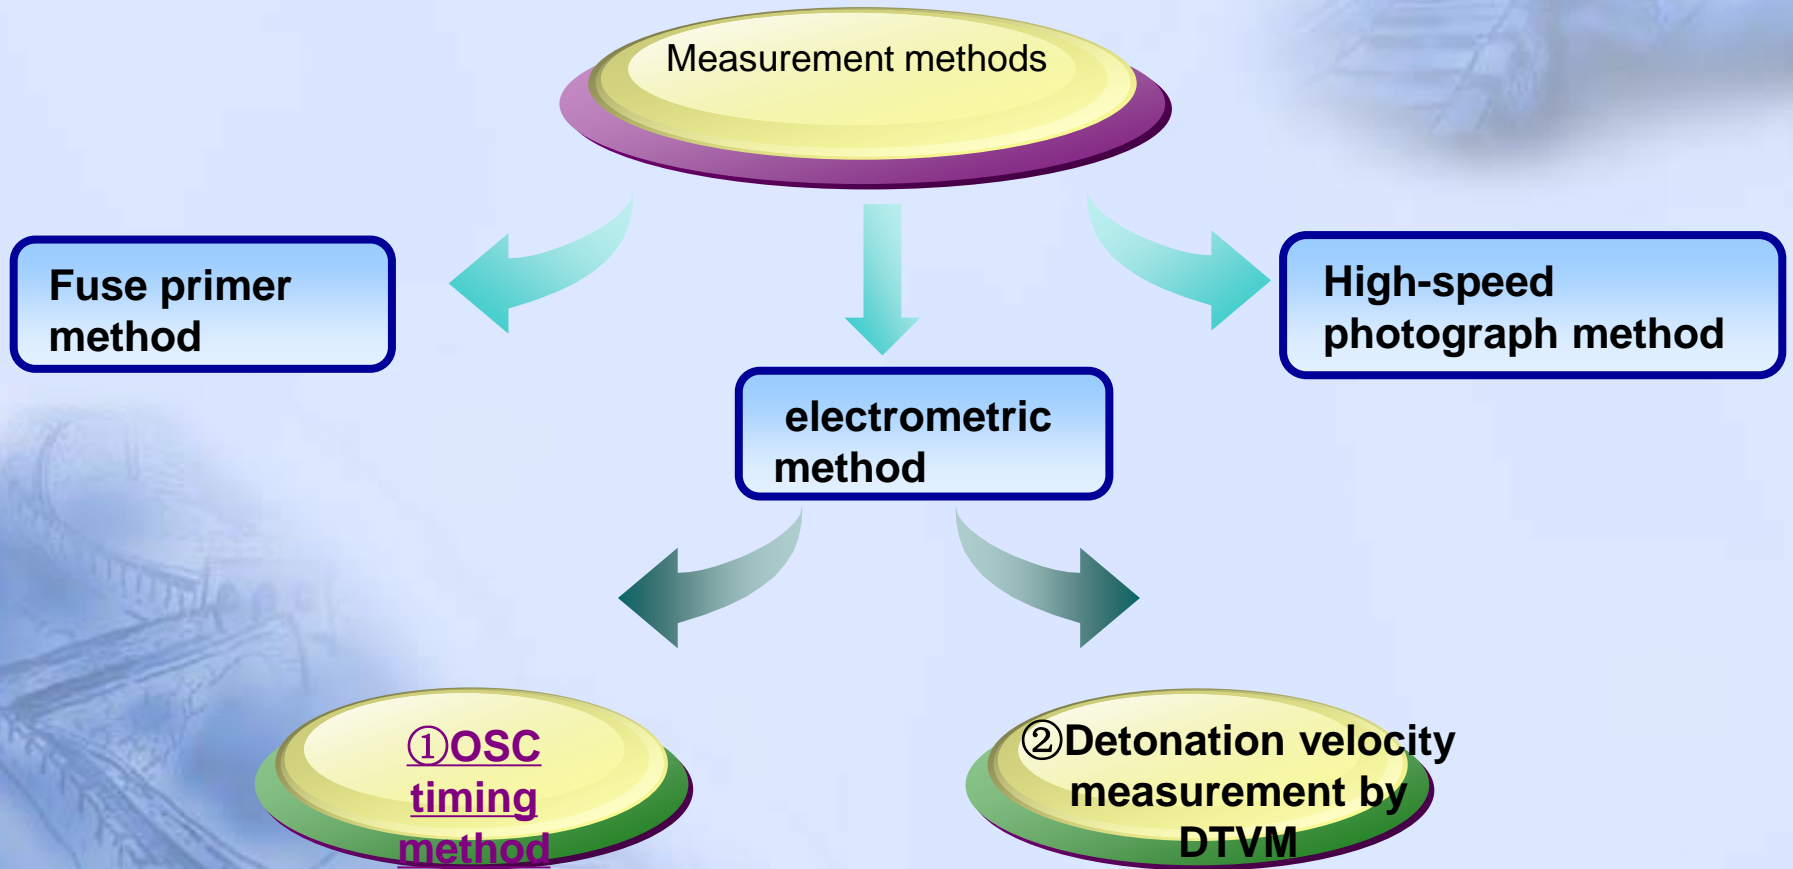 Measurement methods
Fuse primer
method
High-speed
photograph method
electrometric
method
①OSC
timing
method
②Detonation velocity
measurement by
DTVM